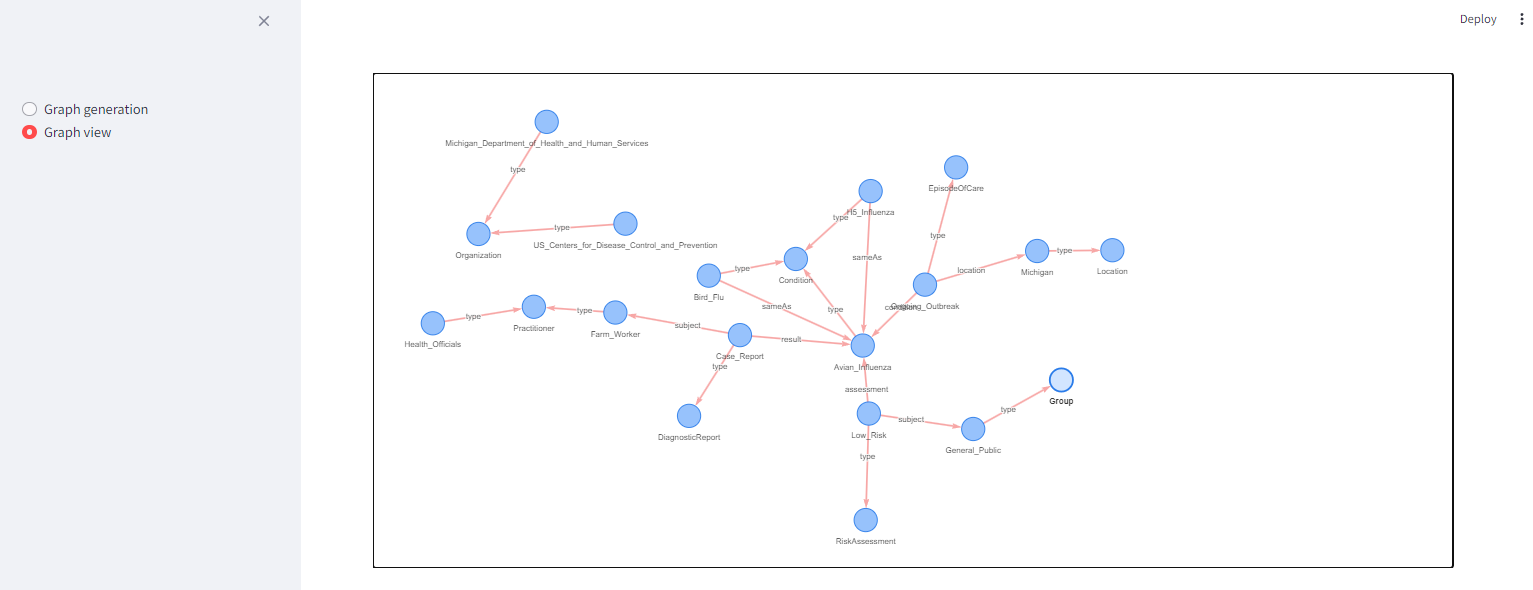 Deploy
Graph generation
Graph view
Michigan_Department_of_Health_and_Human_Services
type
EpisodeOfCare
H5_Influenza
type
US_Centers_for_Disease_Control_and_Prevention
type
Organization
type
sameAs
Condition
type
Bird_Flu
location
Michigan
type
Location
sameAs
type
condition
Ongoing_Outbreak
Health_Officials
type
Practitioner
type
Farm_Worker
subject
Case_Report
result
Avian_Influenza
type
assessment
DiagnosticReport
Low_Risk
subject
General_Public
type
Group
type
RiskAssessment